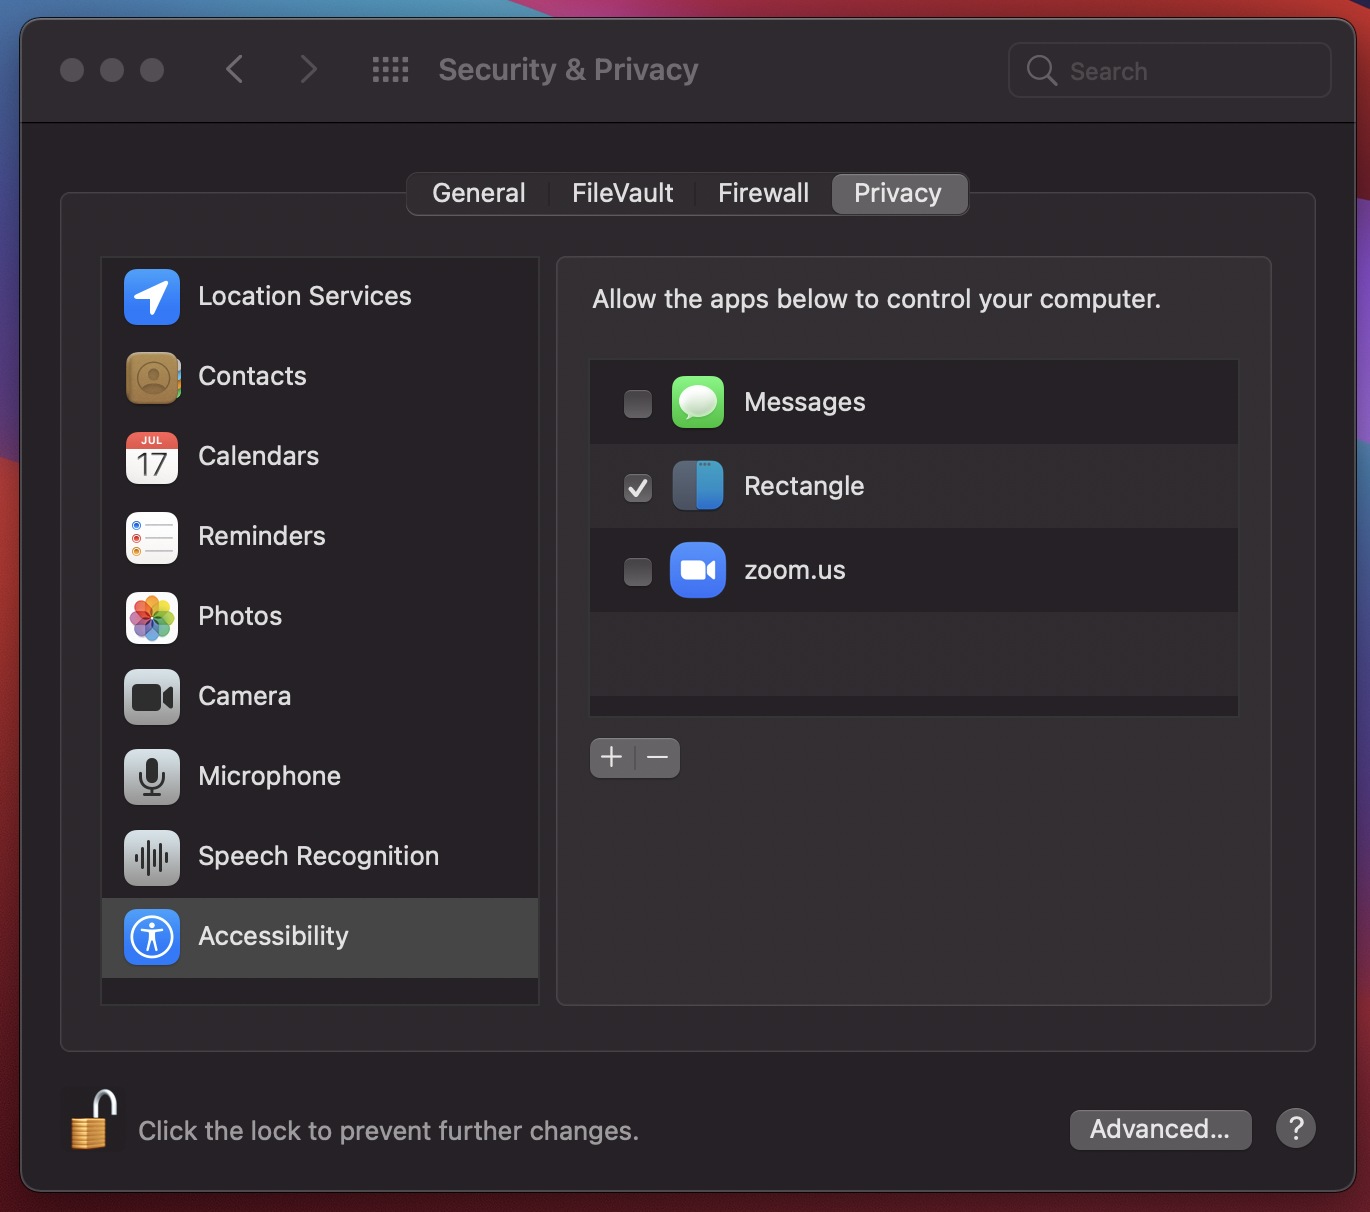 Security & Privacy
Search
General
FileVault
Firewall
Privacy
Location Services
Contacts
JUL
17
Calendars
Reminders
Photos
Camera
Microphone
Speech Recognition
Accessibility
Allow the apps below to control your computer.
Messages
Rectangle
zoom.us
+ −
Click the lock to prevent further changes.
Advanced...
?